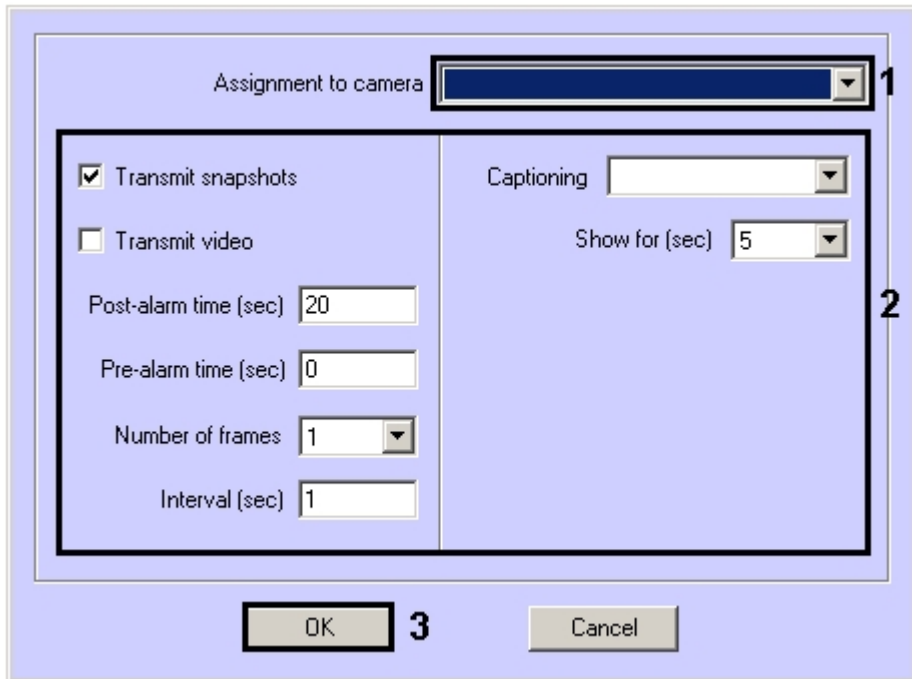 Assignment to camera 1
Transmit snapshots
Transmit video
Post-alarm time (sec) 20
Pre-alarm time (sec) 0
Number of frames 1
Interval (sec) 1
Captioning
Show for (sec) 5
2
OK 3 Cancel